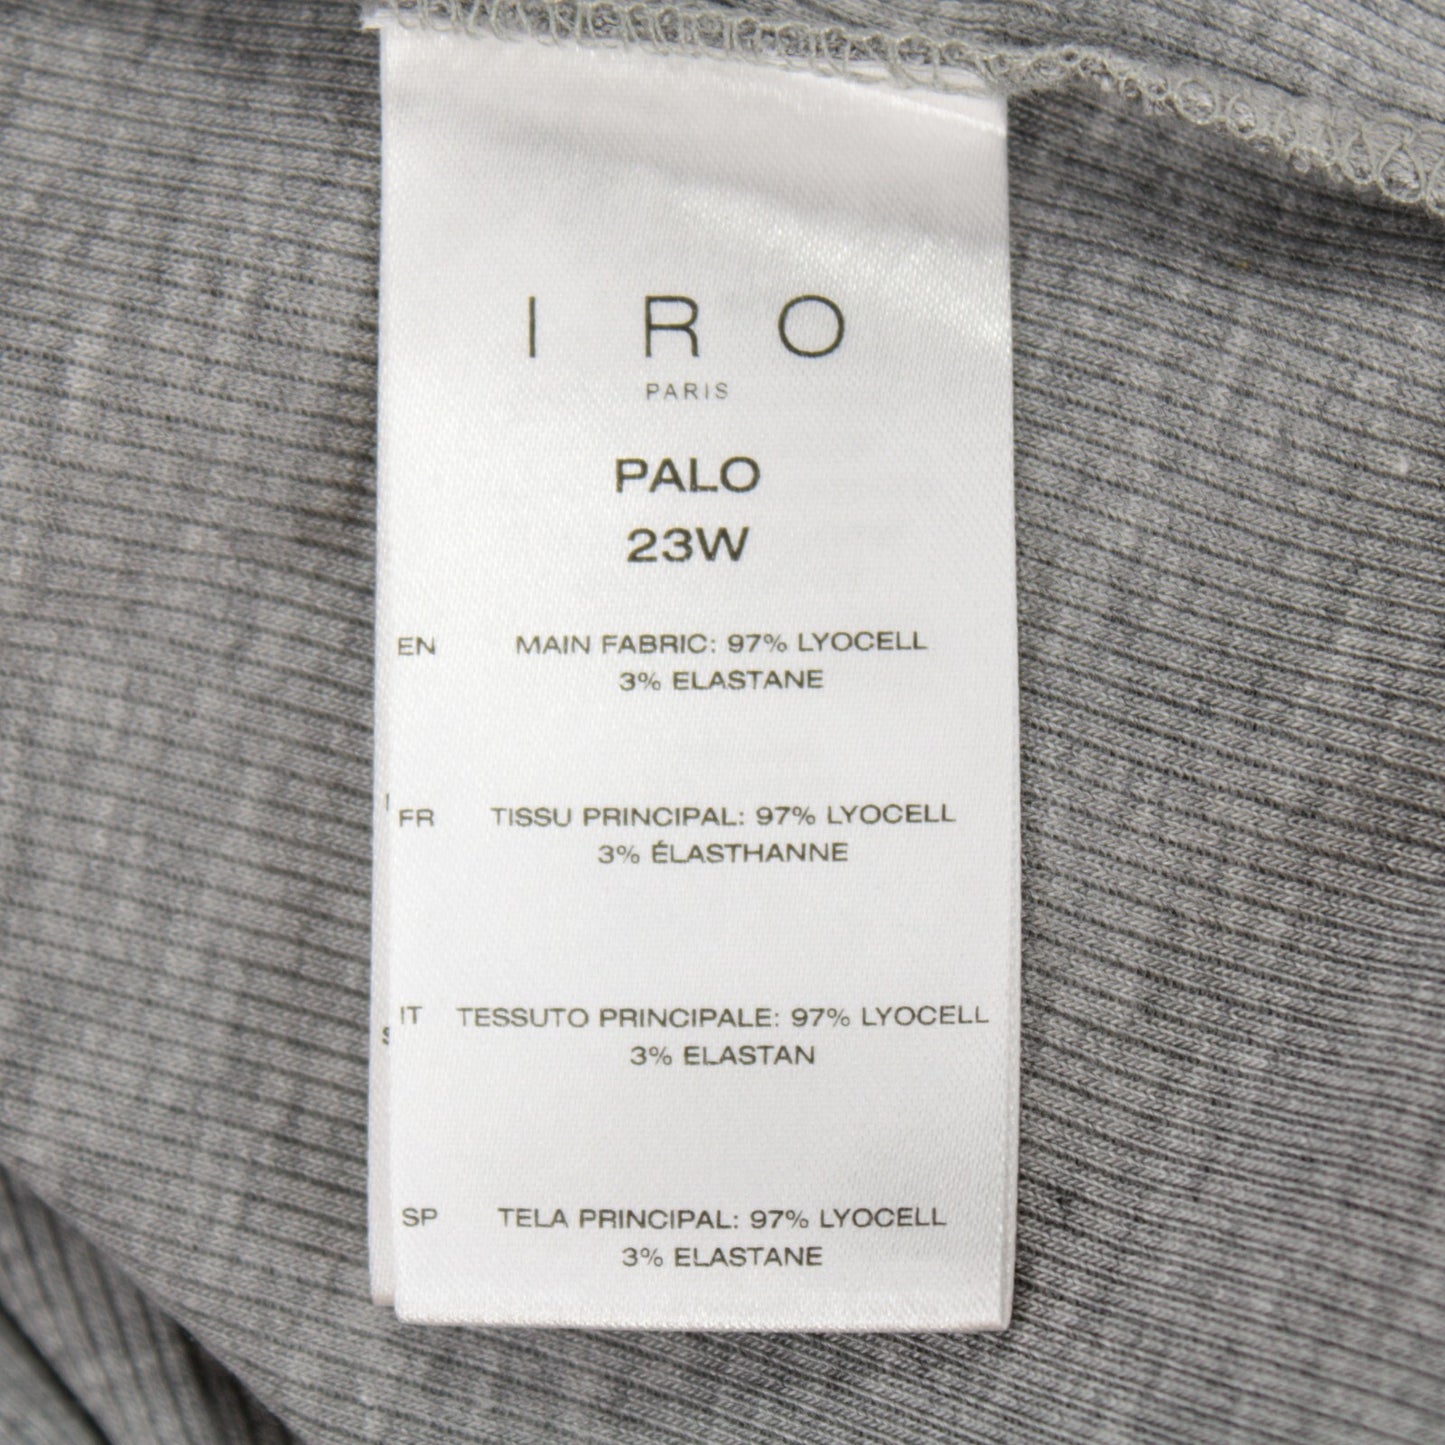 IRO
PARIS
PALO
23W
EN MAIN FABRIC: 97% LYOCELL
3% ELASTANE
FR TISSU PRINCIPAL: 97% LYOCELL
3% ÉLASTHANNE
IT TESSUTO PRINCIPALE: 97% LYOCELL
3% ELASTAN
SP TELA PRINCIPAL: 97% LYOCELL
3% ELASTANE